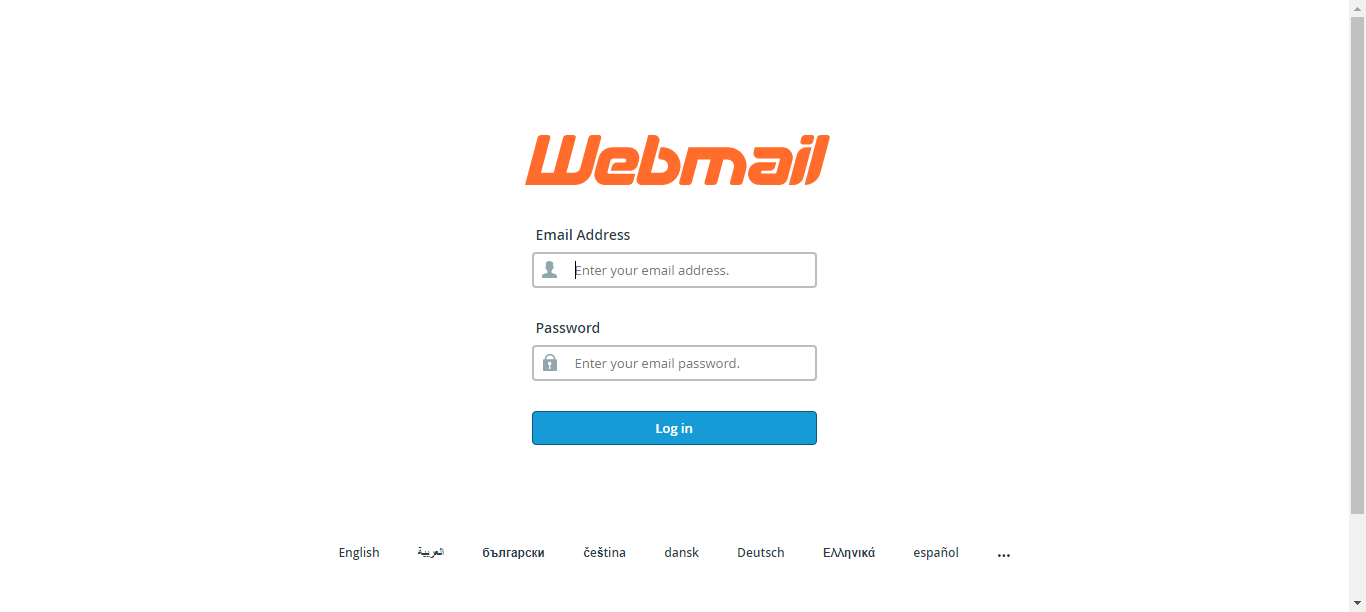 Webmail
Email Address
Enter your email address.
Password
Enter your email password.
Log in
English العربية български čeština dansk Deutsch Ελληνικά español ...